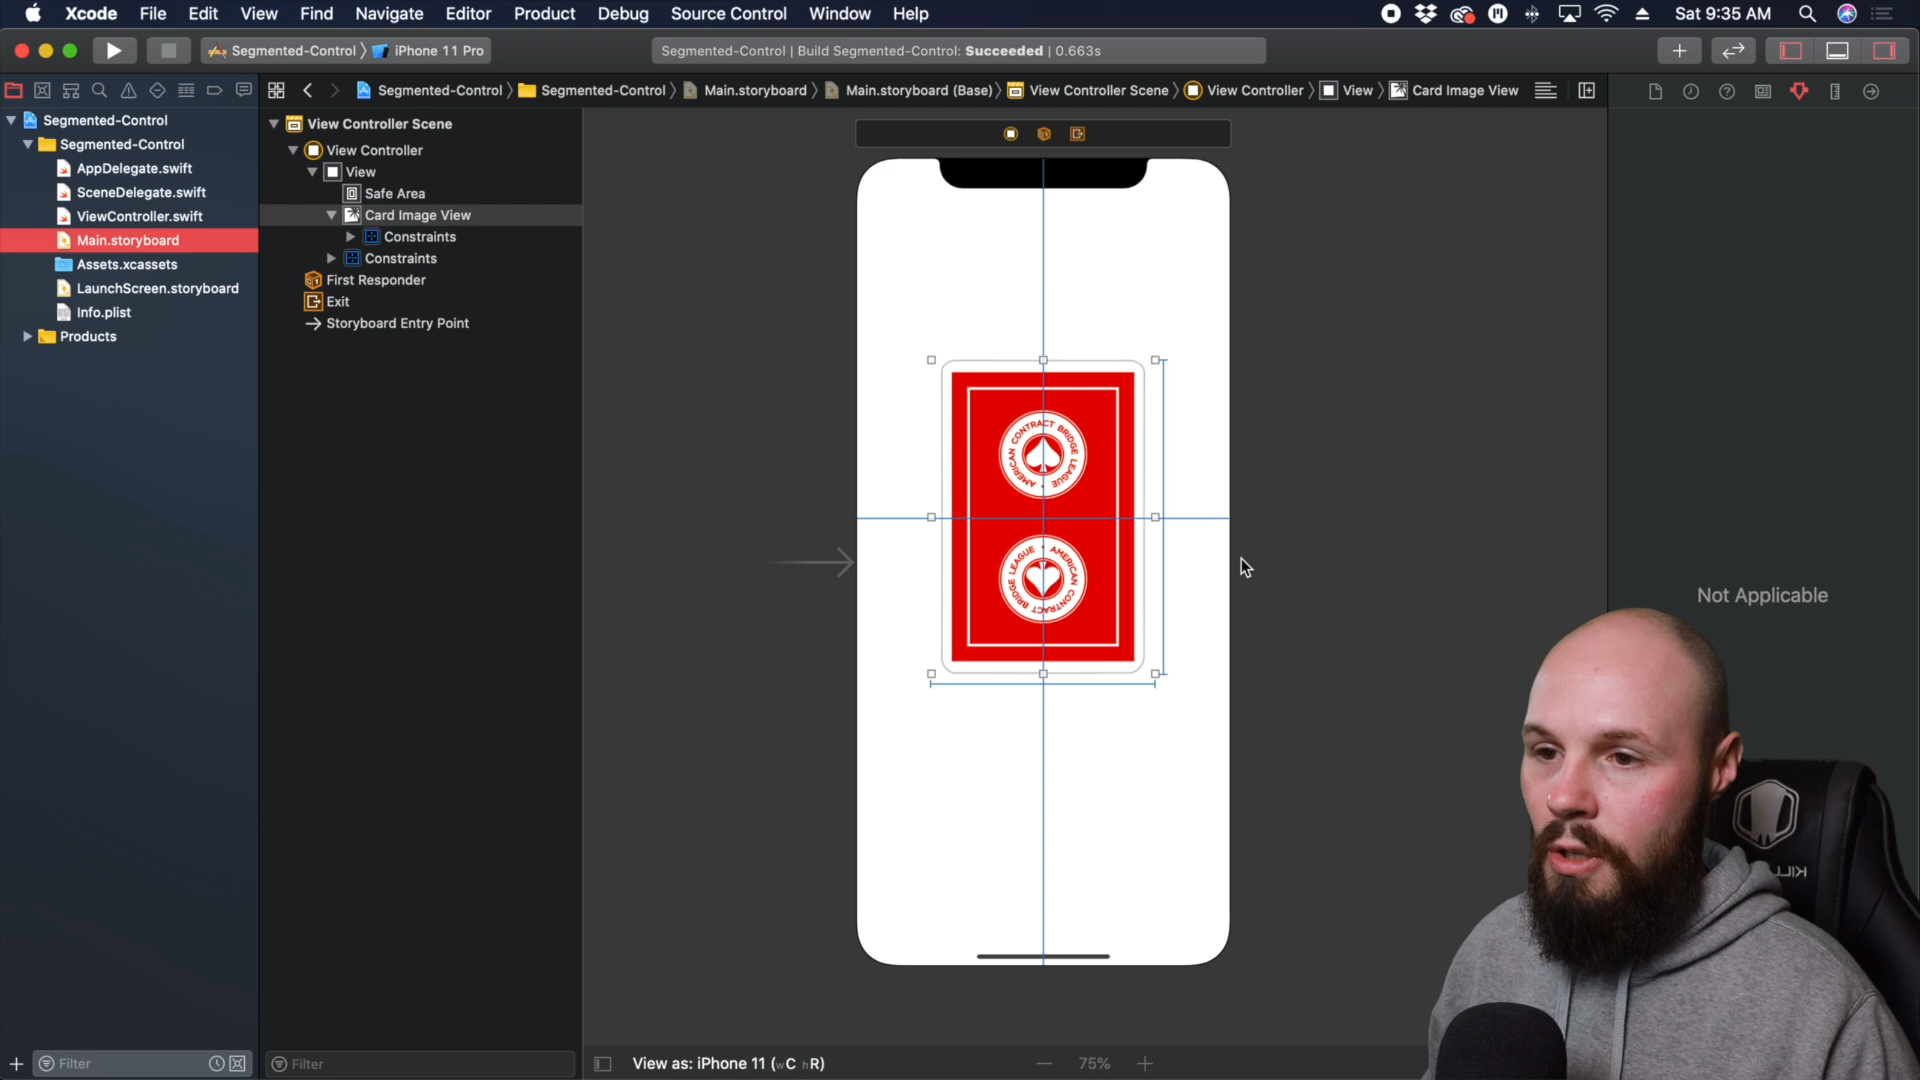 Xcode File Edit View Find Navigate Editor Product Debug Source Control Window Help
Sat 9:35 AM
Segmented-Control 〉 iPhone 11 Pro
Segmented-Control | Build Segmented-Control: Succeeded | 0.663s
Segmented-Control 〉 Segmented-Control 〉 Main.storyboard 〉 Main.storyboard (Base) 〉 View Controller Scene 〉 View Controller 〉 View 〉 Card Image View
Segmented-Control
Segmented-Control
AppDelegate.swift
SceneDelegate.swift
ViewController.swift
Main.storyboard
Assets.xcassets
LaunchScreen.storyboard
Info.plist
Products
View Controller Scene
View Controller
View
Safe Area
Card Image View
Constraints
Constraints
First Responder
Exit
Storyboard Entry Point
AMERICAN CONTRACT BRIDGE LEAGUE
AMERICAN CONTRACT BRIDGE LEAGUE
Not Applicable
KILL
Filter
Filter
View as: iPhone 11 (wC hR)
75%